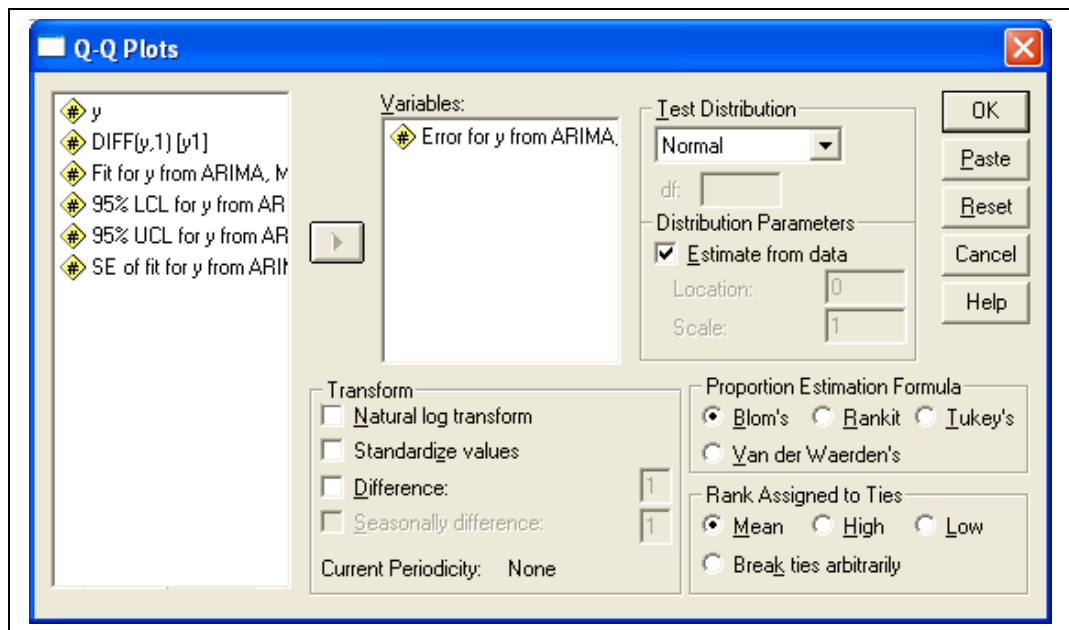 Q-Q Plots
y
DIFF(y,1) [y1]
Fit for y from ARIMA, M
95% LCL for y from AR
95% UCL for y from AR
SE of fit for y from ARIM
Variables:
Error for y from ARIMA,
Test Distribution
Normal
df:
Distribution Parameters
Estimate from data
Location: 0
Scale: 1
OK
Paste
Reset
Cancel
Help
Transform
Natural log transform
Standardize values
Difference: 1
Seasonally difference: 1
Current Periodicity: None
Proportion Estimation Formula
Blom's Rankit Tukey's
Van der Waerden's
Rank Assigned to Ties
Mean High Low
Break ties arbitrarily